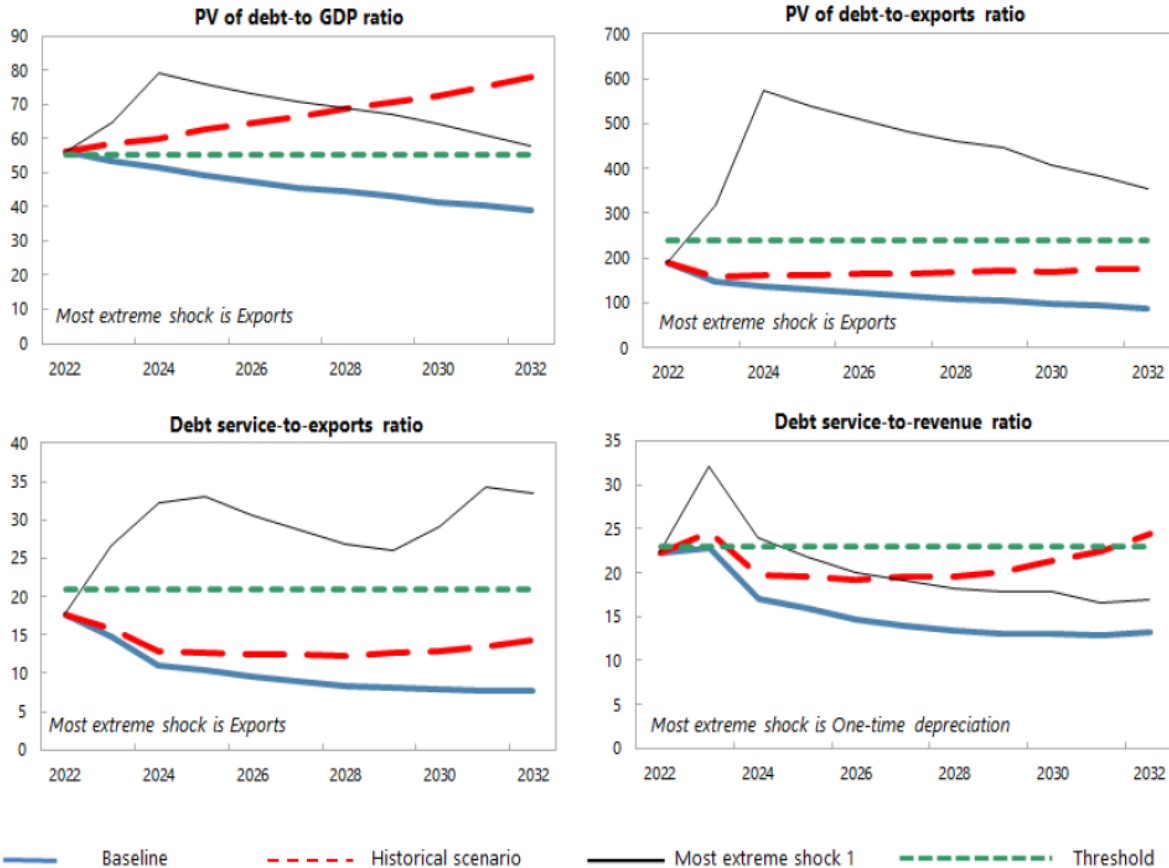 PV of debt-to GDP ratio
90
80
70
60
50
40
30
20
10
0
Most extreme shock is Exports
2022 2024 2026 2028 2030 2032
PV of debt-to-exports ratio
700
600
500
400
300
200
100
0
Most extreme shock is Exports
2022 2024 2026 2028 2030 2032
Debt service-to-exports ratio
40
35
30
25
20
15
10
5
0
Most extreme shock is Exports
2022 2024 2026 2028 2030 2032
Debt service-to-revenue ratio
35
30
25
20
15
10
5
0
Most extreme shock is One-time depreciation
2022 2024 2026 2028 2030 2032
Baseline Historical scenario Most extreme shock 1 Threshold